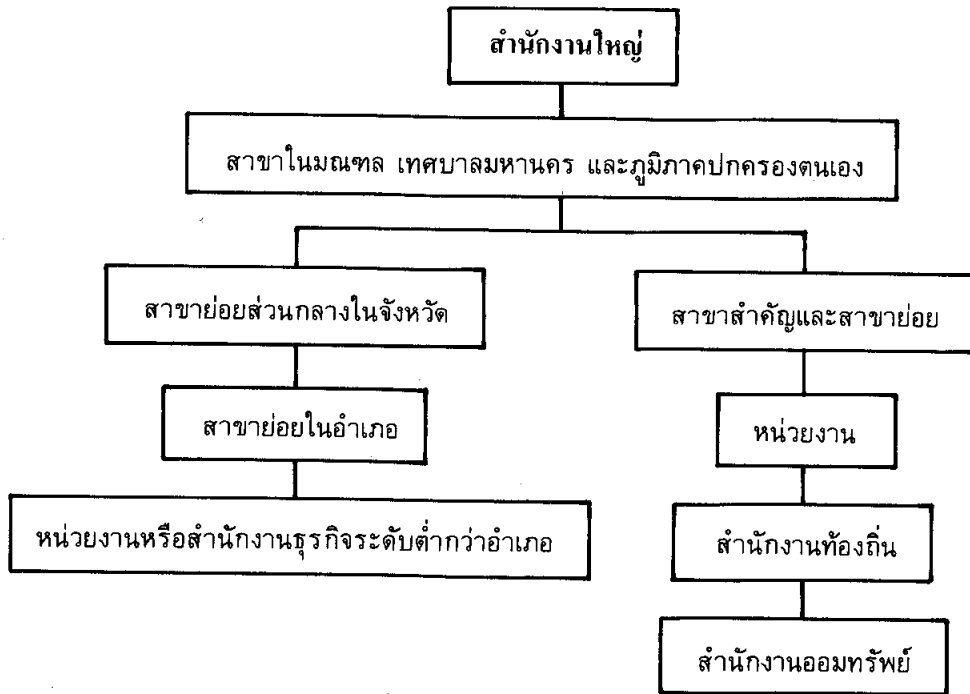 สำนักงานใหญ่
สาขาในมณฑล เทศบาลมหานคร และภูมิภาคปกครองตนเอง
สาขาย่อยส่วนกลางในจังหวัด
สาขาสำคัญและสาขาย่อย
สาขาย่อยในอำเภอ
หน่วยงาน
หน่วยงานหรือสำนักงานธุรกิจระดับต่ำกว่าอำเภอ
สำนักงานท้องถิ่น
สำนักงานออมทรัพย์